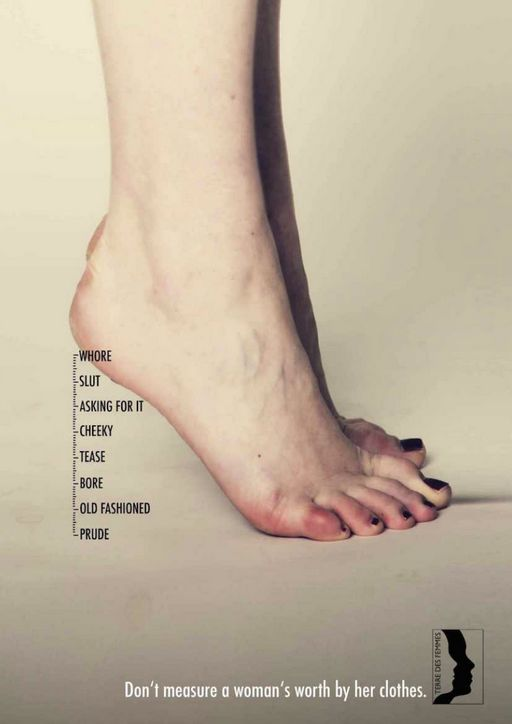 WHORE
SLUT
ASKING FOR IT
CHEEKY
TEASE
BORE
OLD FASHIONED
PRUDE
TERRE DES FEMMES
Don't measure a woman's worth by her clothes.